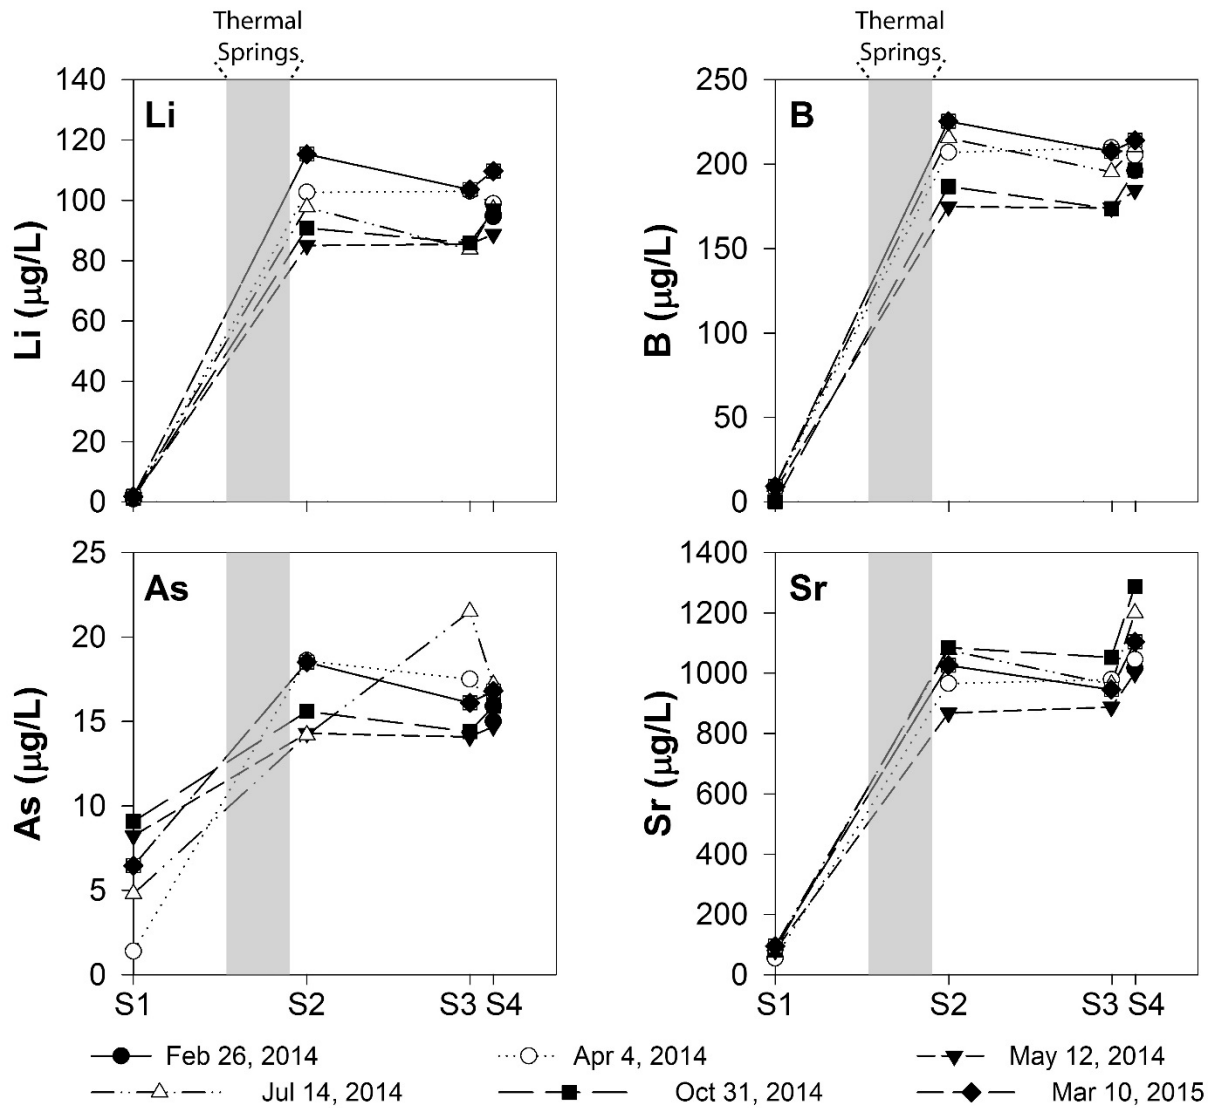 Thermal
Springs
Thermal
Springs
140
120
100
80
60
40
20
0
Li (µg/L)
Li
250
200
150
100
50
0
B (µg/L)
B
25
20
15
10
5
0
As (µg/L)
As
S1 S2 S3 S4
1400
1200
1000
800
600
400
200
0
Sr (µg/L)
Sr
S1 S2 S3 S4
Feb 26, 2014 Apr 4, 2014 May 12, 2014
Jul 14, 2014 Oct 31, 2014 Mar 10, 2015